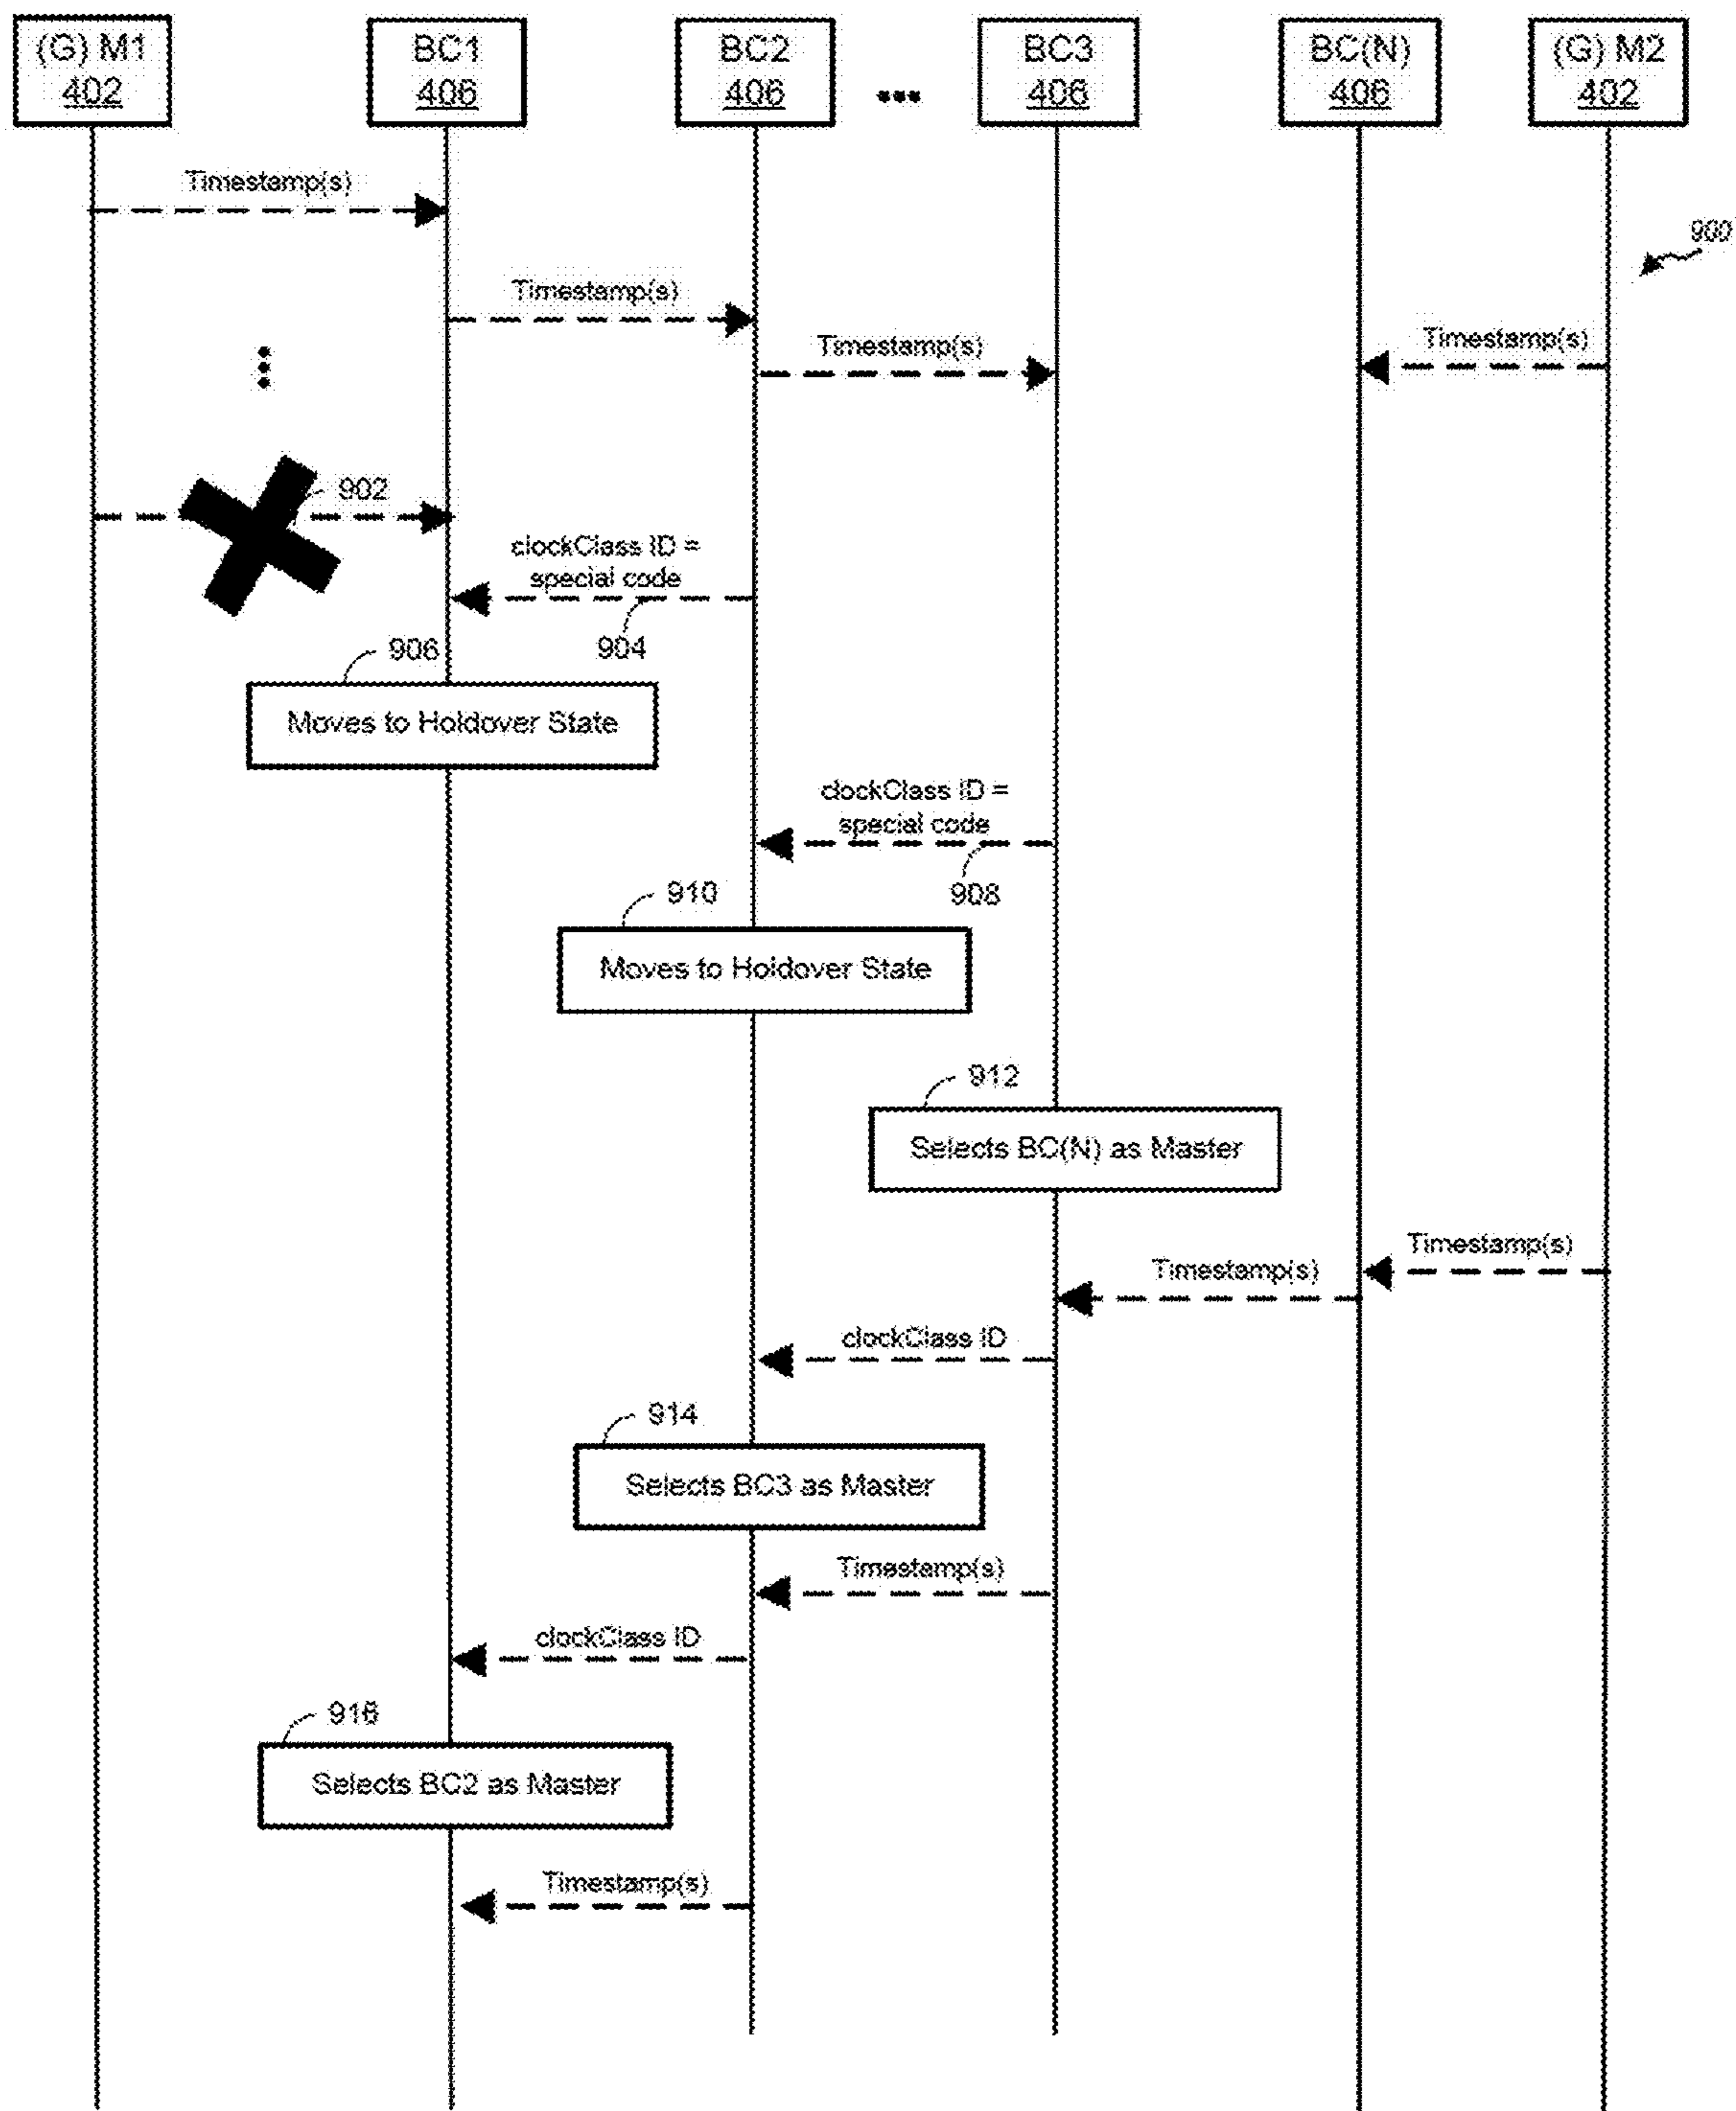 (G) M1
402
BC1
406
BC2
406
...
BC3
406
BC(N)
406
(G) M2
402
Timestamp(s)
900
Timestamp(s)
Timestamp(s)
Timestamp(s)
902
clockClass ID =
special code
904
906
Moves to Holdover State
clockClass ID =
special code
908
910
Moves to Holdover State
912
Selects BC(N) as Master
Timestamp(s)
Timestamp(s)
clockClass ID
914
Selects BC3 as Master
Timestamp(s)
clockClass ID
916
Selects BC2 as Master
Timestamp(s)